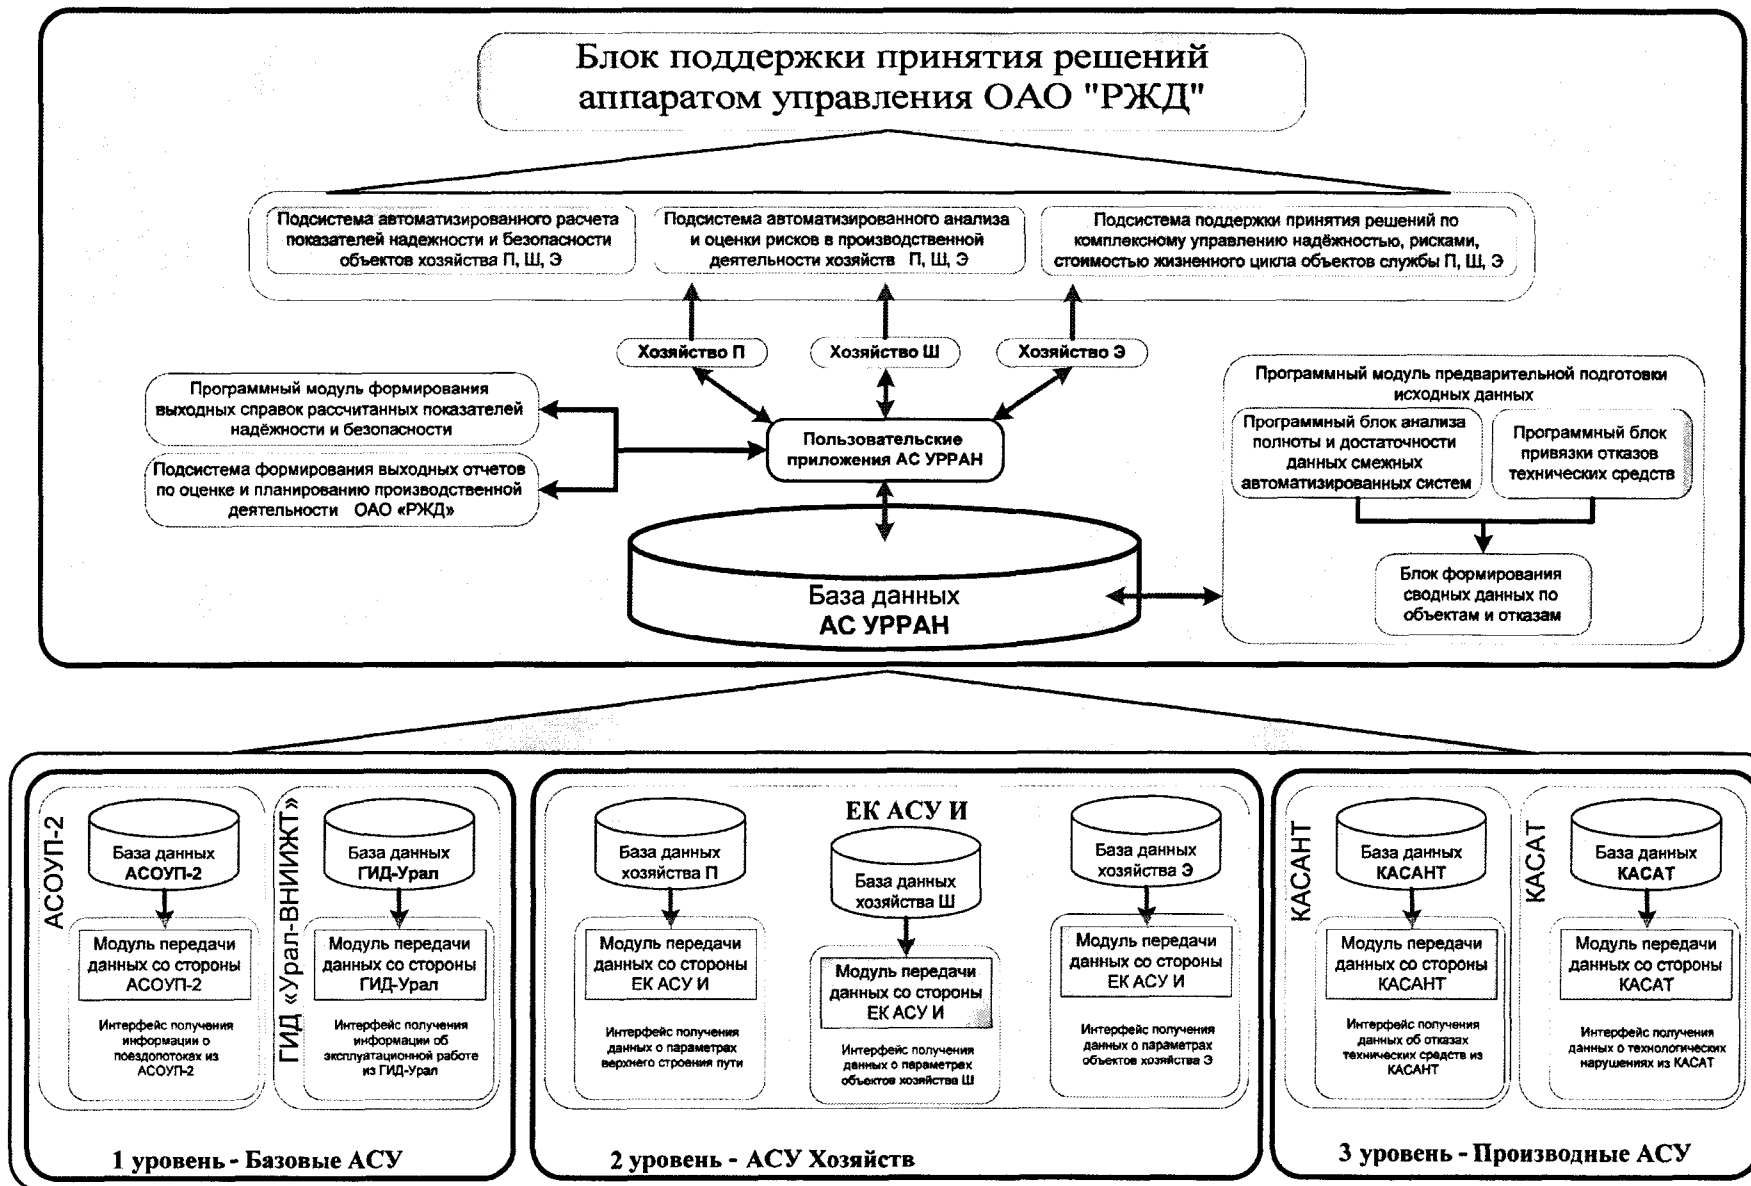 Блок поддержки принятия решений
аппаратом управления ОАО "РЖД"
Подсистема автоматизированного расчета
показателей надежности и безопасности
объектов хозяйства П, Ш, Э
Подсистема автоматизированного анализа
и оценки рисков в производственной
деятельности хозяйств П, Ш, Э
Подсистема поддержки принятия решений по
комплексному управлению надёжностью, рисками,
стоимостью жизненного цикла объектов службы П, Ш, Э
Хозяйство П
Хозяйство Ш
Хозяйство Э
Программный модуль формирования
выходных справок рассчитанных показателей
надёжности и безопасности
Подсистема формирования выходных отчетов
по оценке и планированию производственной
деятельности ОАО «РЖД»
Пользовательские
приложения АС УРРАН
База данных
АС УРРАН
Программный модуль предварительной подготовки
исходных данных
Программный блок анализа
полноты и достаточности
данных смежных
автоматизированных систем
Программный блок
привязки отказов
технических средств
Блок формирования
сводных данных по
объектам и отказам
АСОУП-2
База данных
АСОУП-2
Модуль передачи
данных со стороны
АСОУП-2
Интерфейс получения
информации о
поездопотоках из
АСОУП-2
ГИД «Урал-ВНИИЖТ»
База данных
ГИД-Урал
Модуль передачи
данных со стороны
ГИД-Урал
Интерфейс получения
информации об
эксплуатационной работе
из ГИД-Урал
1 уровень - Базовые АСУ
ЕК АСУ И
База данных
хозяйства П
Модуль передачи
данных со стороны
ЕК АСУ И
Интерфейс получения
данных о параметрах
верхнего строения пути
База данных
хозяйства Ш
Модуль передачи
данных со стороны
ЕК АСУ И
Интерфейс получения
данных о параметрах
объектов хозяйства Ш
База данных
хозяйства Э
Модуль передачи
данных со стороны
ЕК АСУ И
Интерфейс получения
данных о параметрах
объектов хозяйства Э
2 уровень - АСУ Хозяйств
КАСАНТ
База данных
КАСАНТ
Модуль передачи
данных со стороны
КАСАНТ
Интерфейс получения
данных об отказах
технических средств из
КАСАНТ
КАСАТ
База данных
КАСАТ
Модуль передачи
данных со стороны
КАСАТ
Интерфейс получения
данных о технологических
нарушениях из КАСАТ
3 уровень - Производные АСУ